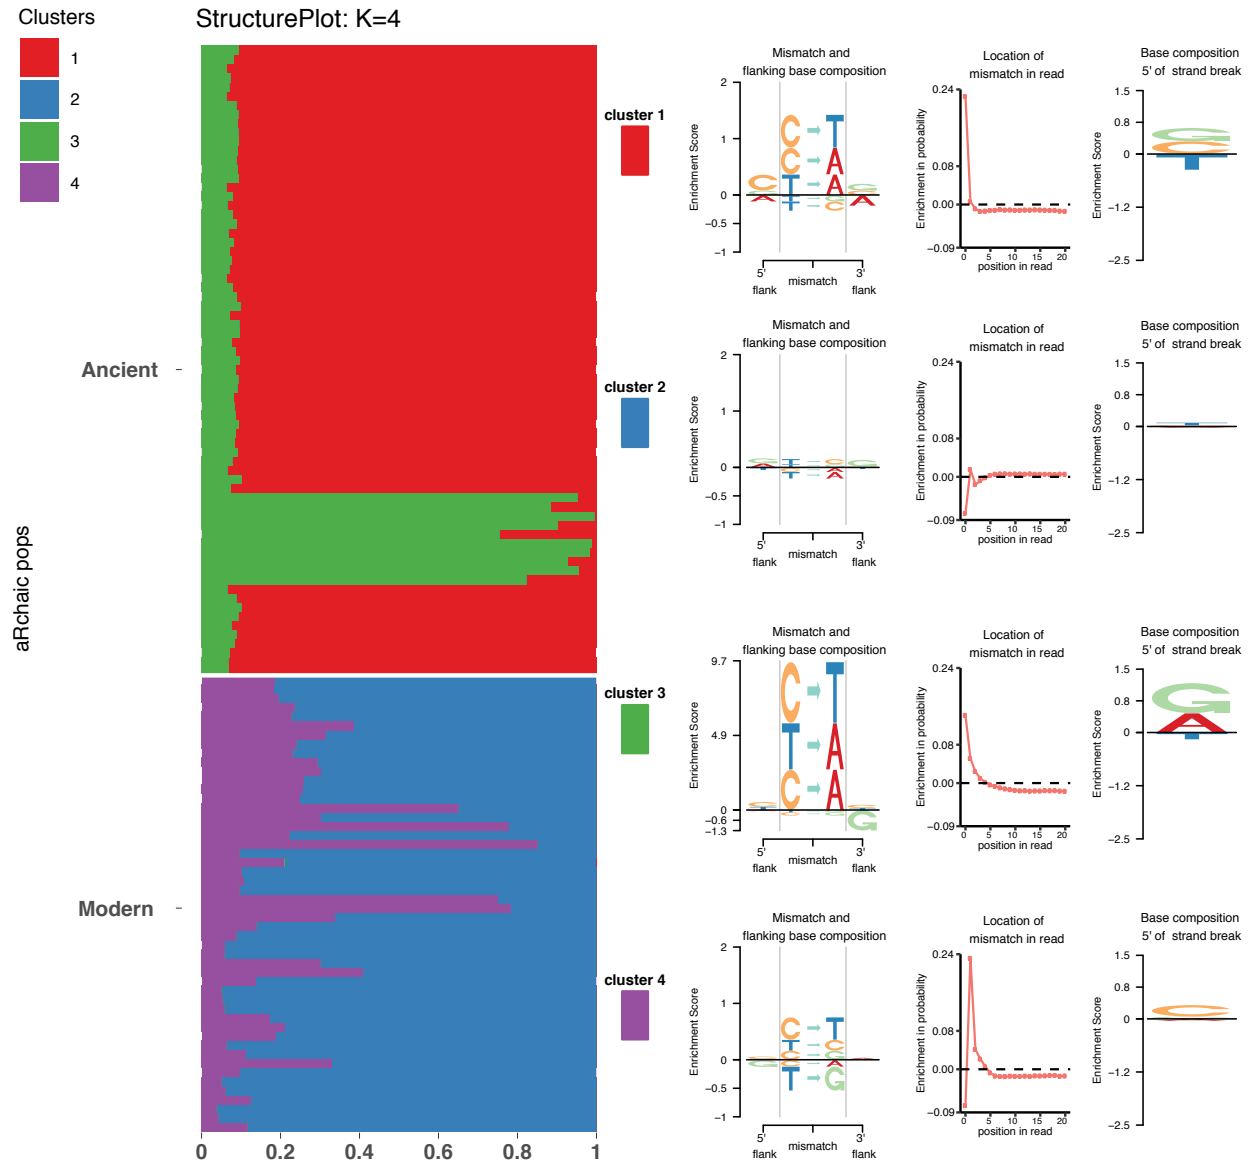 Clusters
1
2
3
4
StructurePlot: K=4
aRchaic pops
Ancient
Modern
0
0.2
0.4
0.6
0.8
1
cluster 1
Mismatch and
flanking base composition
Enrichment Score
2
1
0
−0.5
−1
C C T
C A
C T A G
A T G A
C
5'
flank
mismatch
3'
flank
Location of
mismatch in read
Enrichment in probability
0.24
0.08
0.00
−0.09
0
5
10
15
20
position in read
Base composition
5' of strand break
Enrichment Score
1.5
0.8
0
−1.2
−2.5
G
C
T
cluster 2
Mismatch and
flanking base composition
Enrichment Score
2
1
0
−0.5
−1
G T C G
A T A
5'
flank
mismatch
3'
flank
Location of
mismatch in read
Enrichment in probability
0.24
0.08
0.00
−0.09
0
5
10
15
20
position in read
Base composition
5' of strand break
Enrichment Score
1.5
0.8
0
−1.2
−2.5
T
cluster 3
Mismatch and
flanking base composition
Enrichment Score
9.7
4.9
0
−0.6
−1.3
C T
T A
C A
G
5'
flank
mismatch
3'
flank
Location of
mismatch in read
Enrichment in probability
0.24
0.08
0.00
−0.09
0
5
10
15
20
position in read
Base composition
5' of strand break
Enrichment Score
1.5
0.8
0
−1.2
−2.5
G
A
T
cluster 4
Mismatch and
flanking base composition
Enrichment Score
2
1
0
−0.5
−1
C T
T C
C G
G C A
T G
5'
flank
mismatch
3'
flank
Location of
mismatch in read
Enrichment in probability
0.24
0.08
0.00
−0.09
0
5
10
15
20
position in read
Base composition
5' of strand break
Enrichment Score
1.5
0.8
0
−1.2
−2.5
C